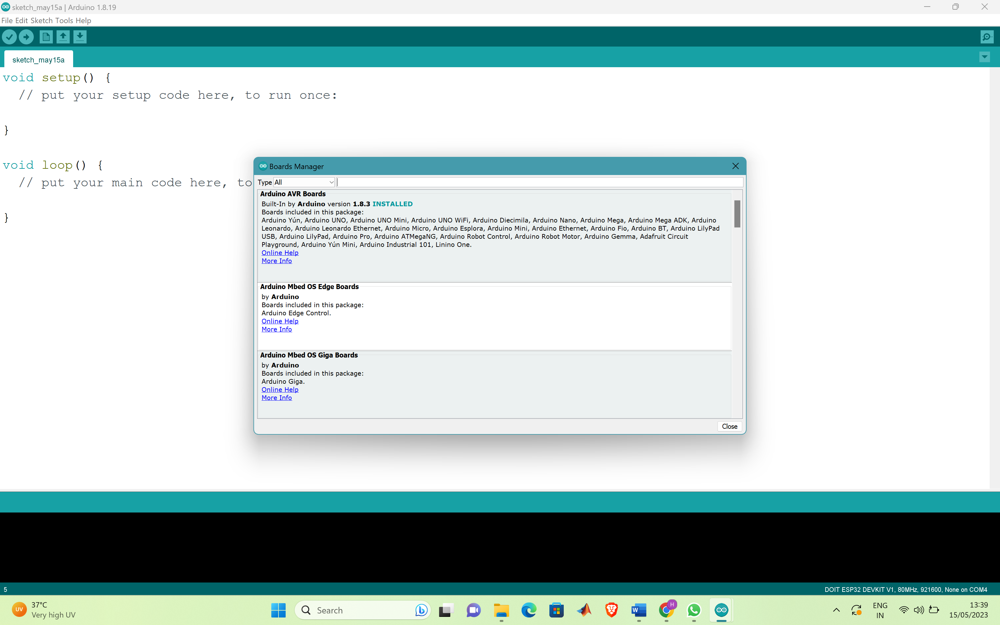 sketch_may15a | Arduino 1.8.19
File Edit Sketch Tools Help
sketch_may15a
void setup() {
// put your setup code here, to run once:
}
void loop() {
// put your main code here, to
}
Boards Manager
Type All
Arduino AVR Boards
Built-In by Arduino version 1.8.3 INSTALLED
Boards included in this package:
Arduino Yún, Arduino UNO, Arduino UNO Mini, Arduino UNO WiFi, Arduino Diecimila, Arduino Nano, Arduino Mega, Arduino Mega ADK, Arduino
Leonardo, Arduino Leonardo Ethernet, Arduino Micro, Arduino Esplora, Arduino Mini, Arduino Ethernet, Arduino Fio, Arduino BT, Arduino LilyPad
USB, Arduino LilyPad, Arduino Pro, Arduino ATMegaNG, Arduino Robot Control, Arduino Robot Motor, Arduino Gemma, Adafruit Circuit
Playground, Arduino Yún Mini, Arduino Industrial 101, Linino One.
Online Help
More Info
Arduino Mbed OS Edge Boards
by Arduino
Boards included in this package:
Arduino Edge Control.
Online Help
More Info
Arduino Mbed OS Giga Boards
by Arduino
Boards included in this package:
Arduino Giga.
Online Help
More Info
Close
5
DOIT ESP32 DEVKIT V1, 80MHz, 921600, None on COM4
UV
37°C
Very high UV
Search
W
H
ENG
IN
13:39
15/05/2023